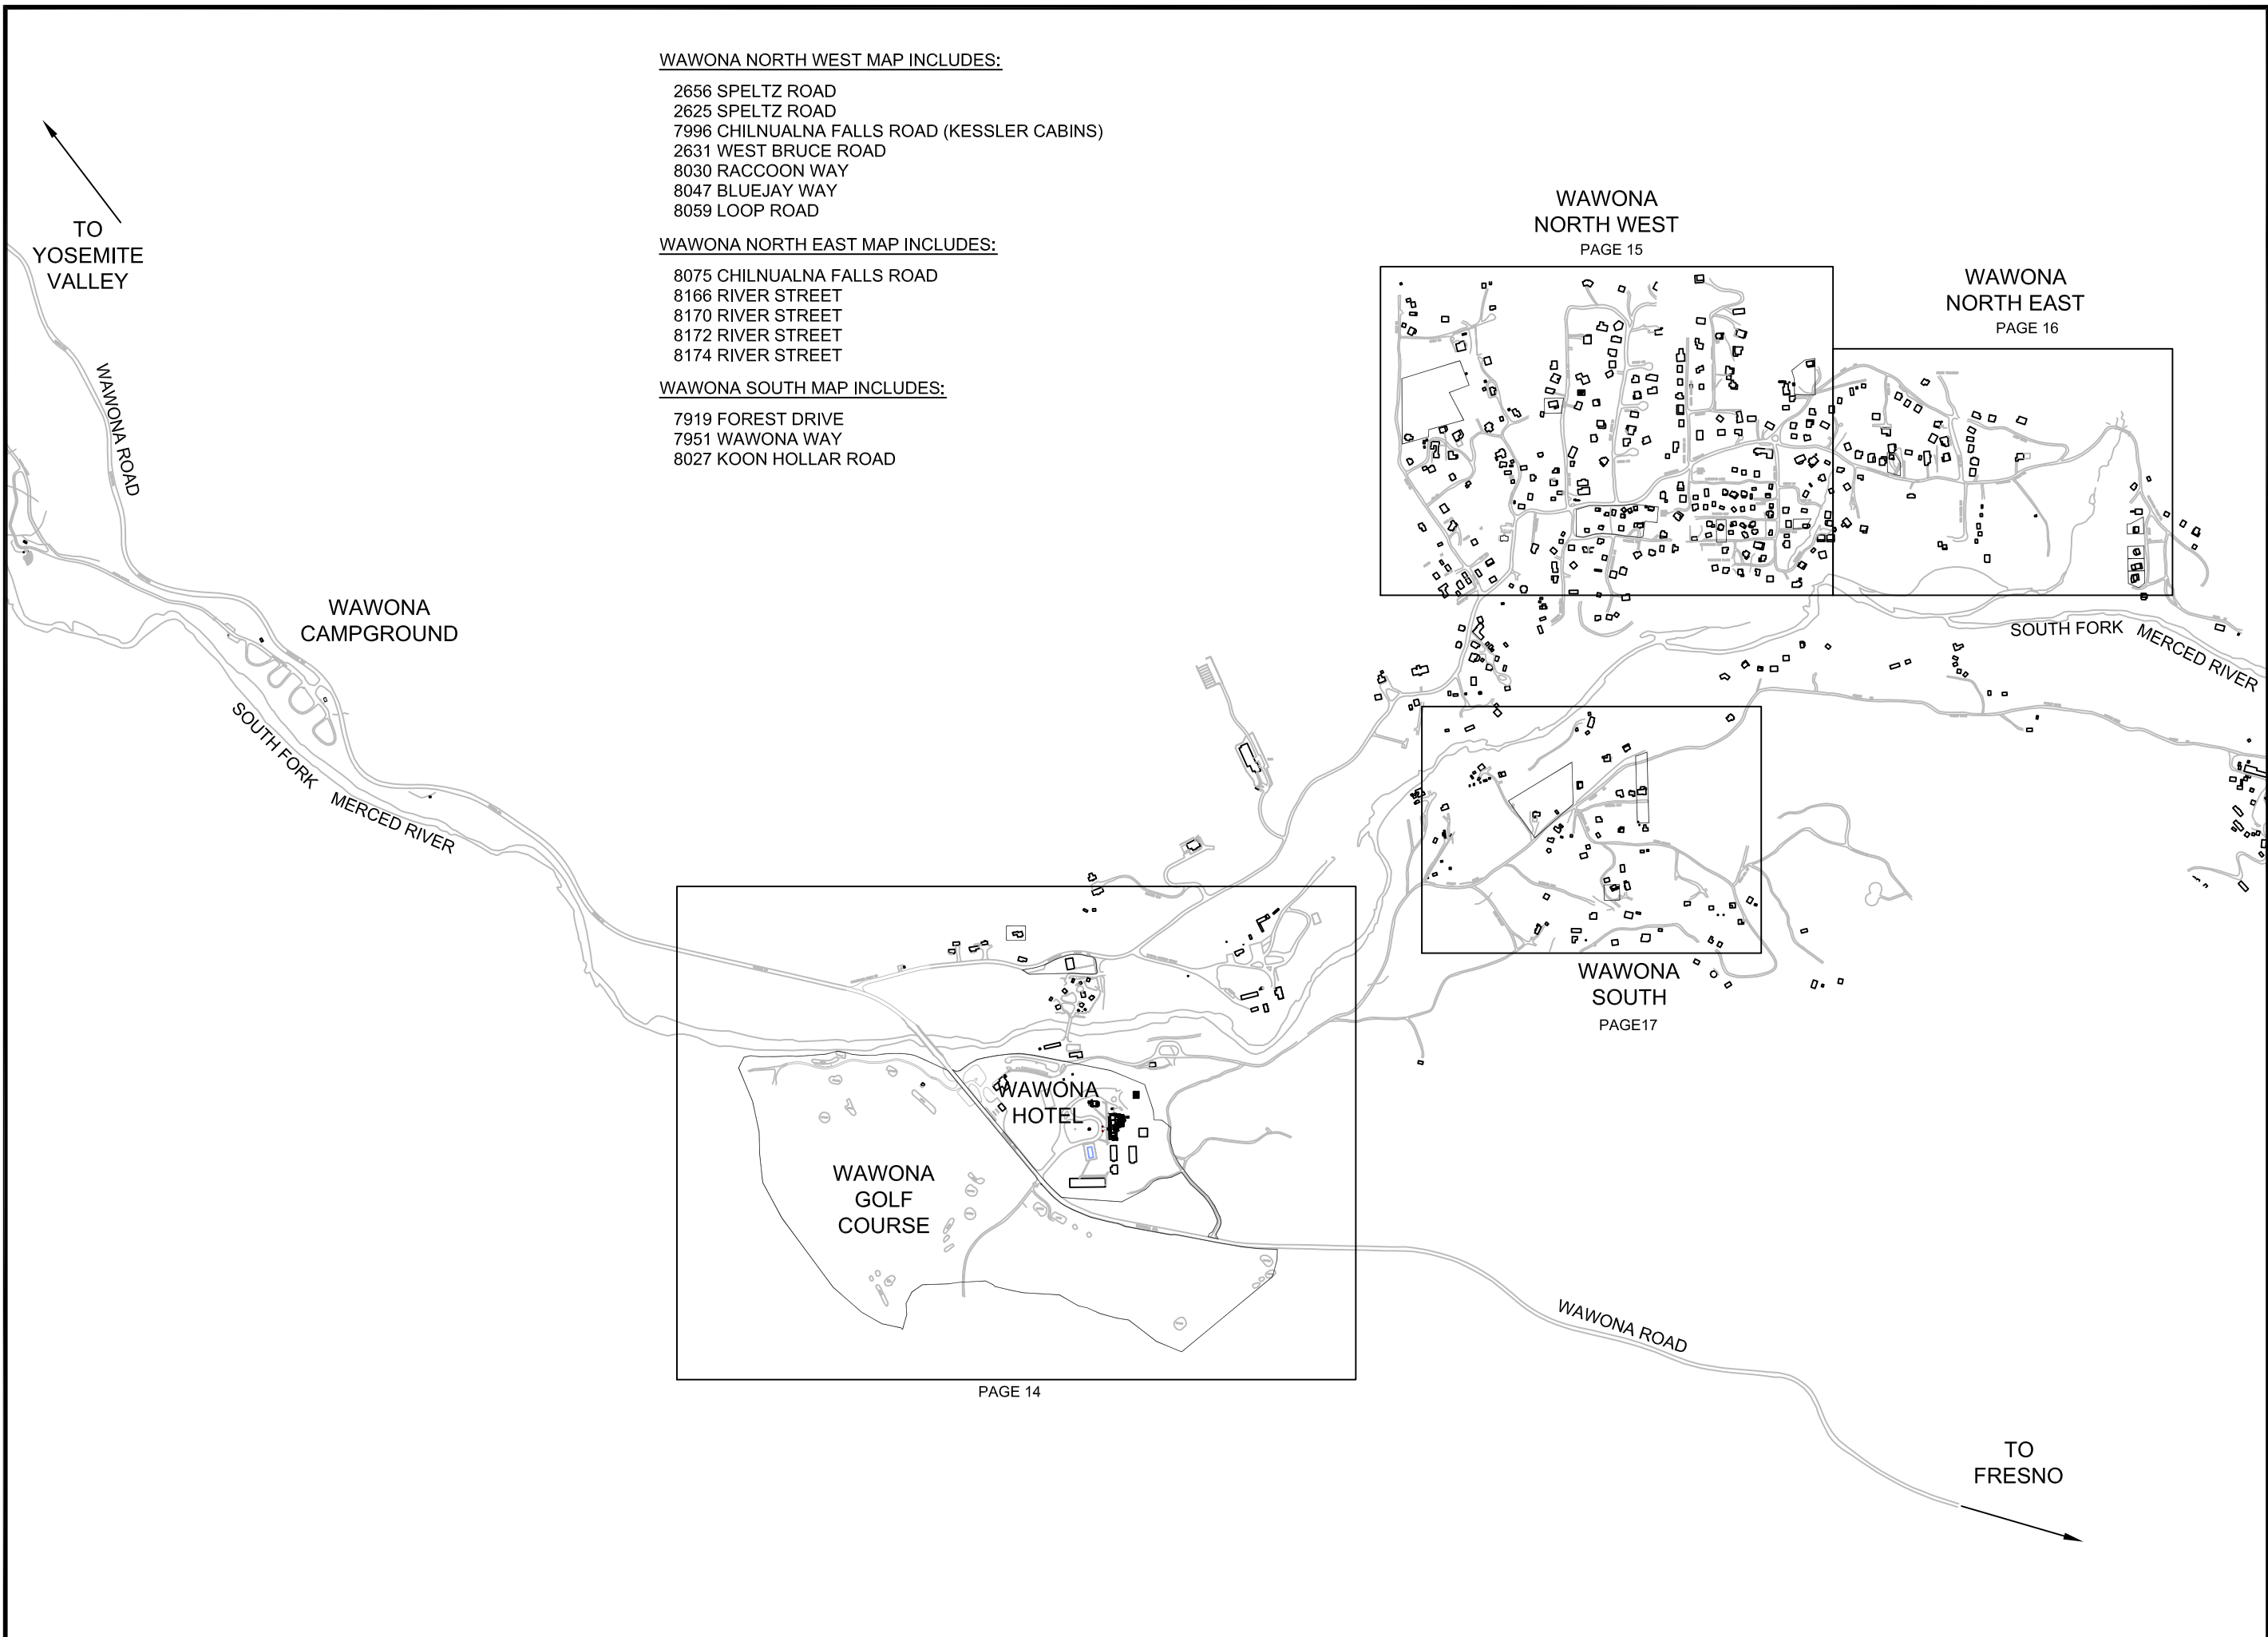 WAWONA NORTH WEST MAP INCLUDES:
2656 SPELTZ ROAD
2625 SPELTZ ROAD
7996 CHILNUALNA FALLS ROAD (KESSLER CABINS)
2631 WEST BRUCE ROAD
8030 RACCOON WAY
8047 BLUEJAY WAY
8059 LOOP ROAD
WAWONA NORTH EAST MAP INCLUDES:
8075 CHILNUALNA FALLS ROAD
8166 RIVER STREET
8170 RIVER STREET
8172 RIVER STREET
8174 RIVER STREET
WAWONA SOUTH MAP INCLUDES:
7919 FOREST DRIVE
7951 WAWONA WAY
8027 KOON HOLLAR ROAD
TO
YOSEMITE
VALLEY
WAWONA ROAD
WAWONA
CAMPGROUND
SOUTH FORK MERCED RIVER
WAWONA
NORTH WEST
PAGE 15
WAWONA
NORTH EAST
PAGE 16
SOUTH FORK MERCED RIVER
WAWONA
SOUTH
PAGE17
WAWONA
HOTEL
WAWONA
GOLF
COURSE
PAGE 14
WAWONA ROAD
TO
FRESNO